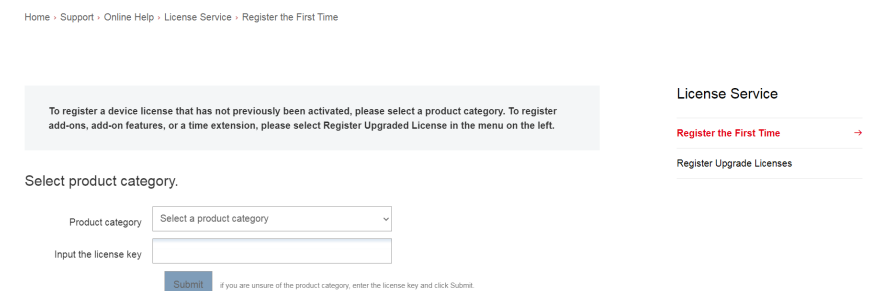 Home › Support › Online Help › License Service › Register the First Time
To register a device license that has not previously been activated, please select a product category. To register
add-ons, add-on features, or a time extension, please select Register Upgraded License in the menu on the left.
Select product category.
Product category
Select a product category
Input the license key
Submit
if you are unsure of the product category, enter the license key and click Submit.
License Service
Register the First Time →
Register Upgrade Licenses